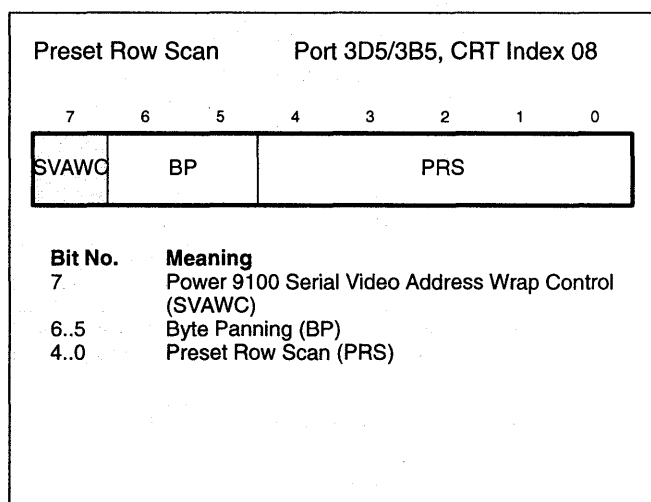 Preset Row Scan Port 3D5/3B5, CRT Index 08
7 6 5 4 3 2 1 0
SVAWC BP PRS
Bit No. Meaning
7 Power 9100 Serial Video Address Wrap Control
(SVAWC)
6..5 Byte Panning (BP)
4..0 Preset Row Scan (PRS)